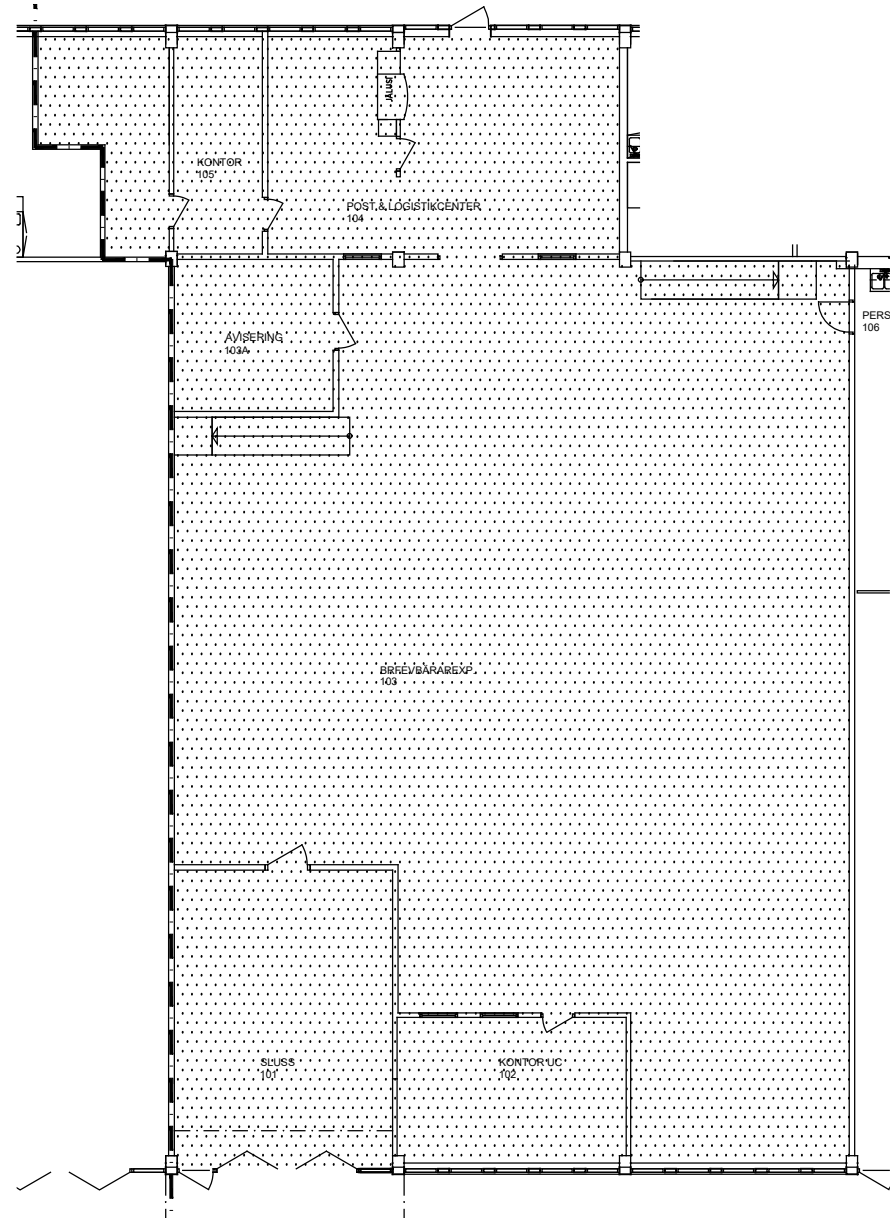 JALUSI
KONTOR
105
POST & LOGISTIKCENTER
104
PERS
106
AVISERING
103A
BREVBÄRAREXP.
103
SLUSS
101
KONTOR UC
102